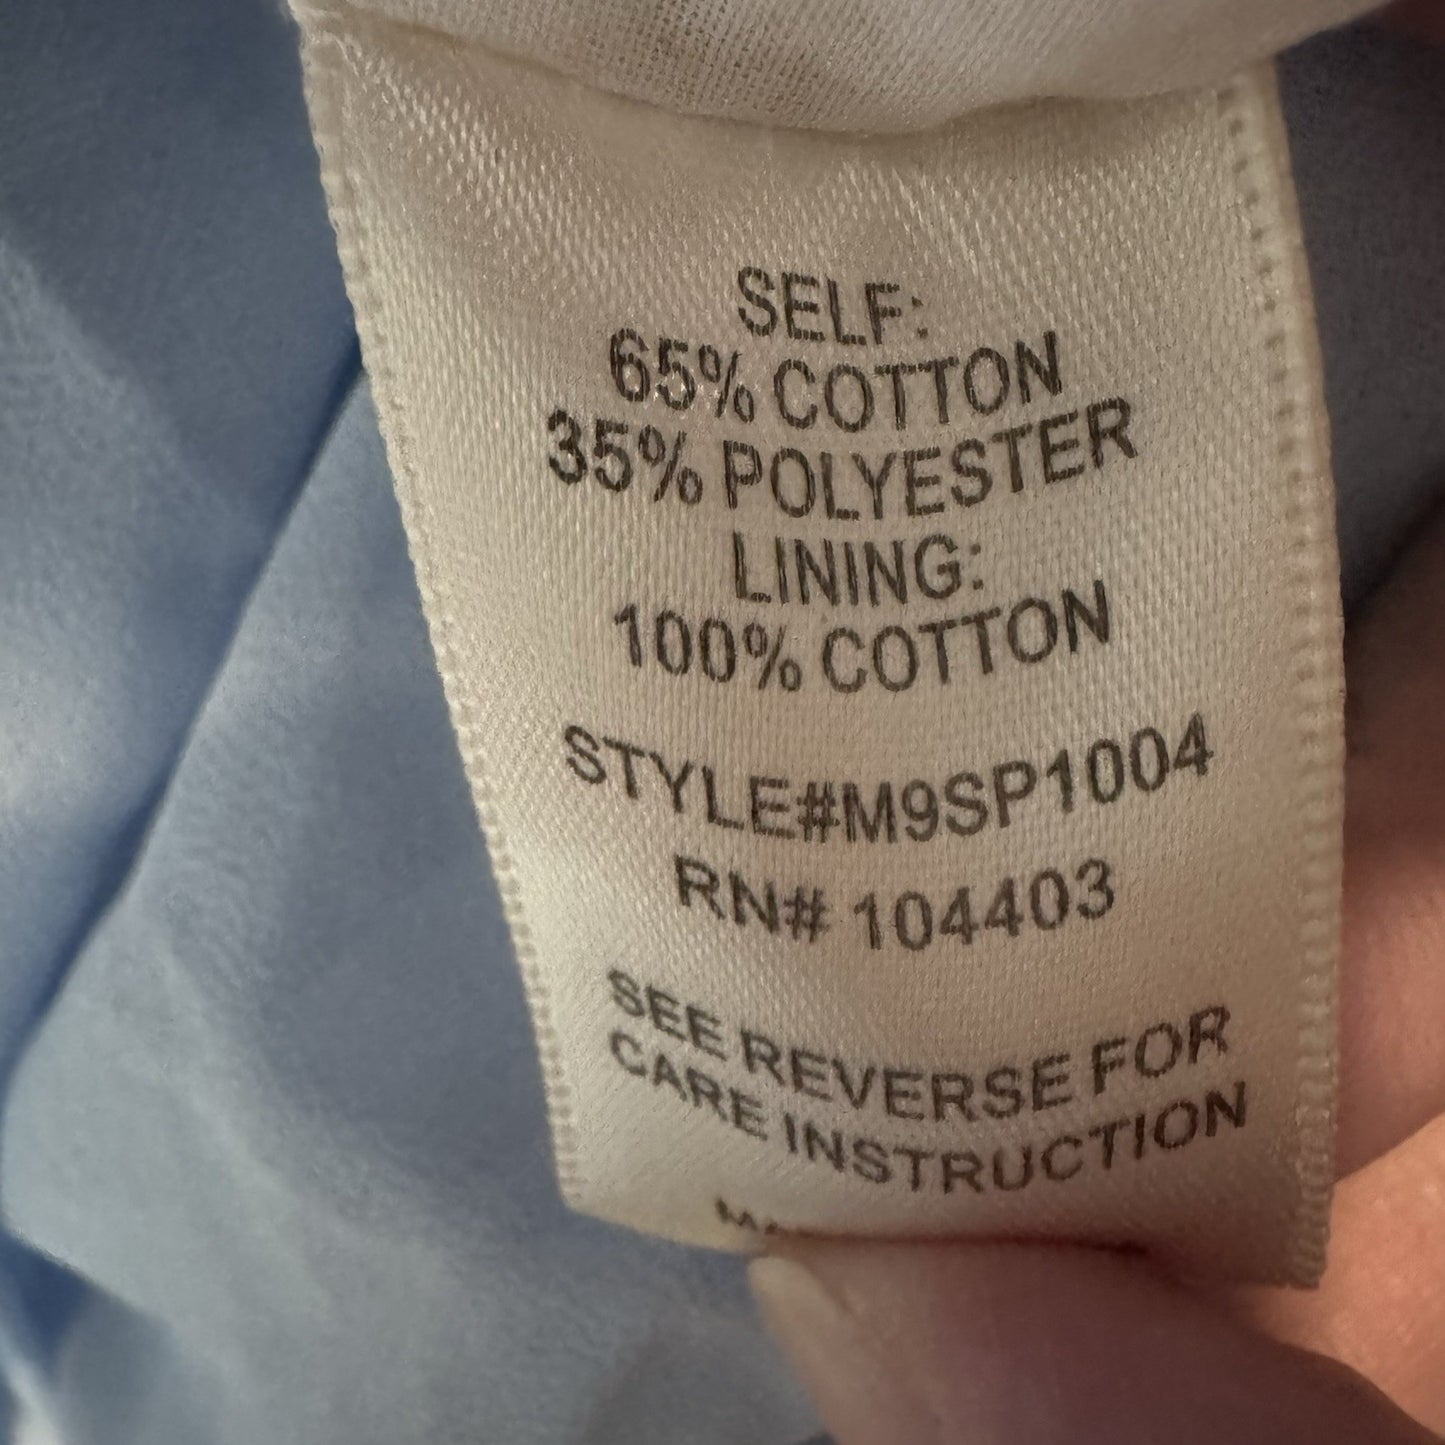 SELF:
65% COTTON
35% POLYESTER
LINING:
100% COTTON
STYLE#M9SP1004
RN# 104403
SEE REVERSE FOR
CARE INSTRUCTION